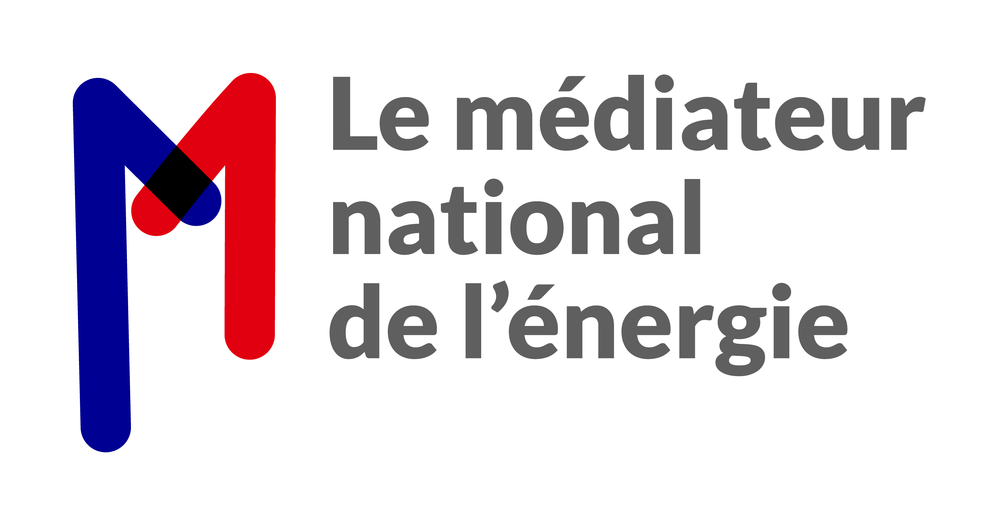 Le médiateur
national
de l’énergie